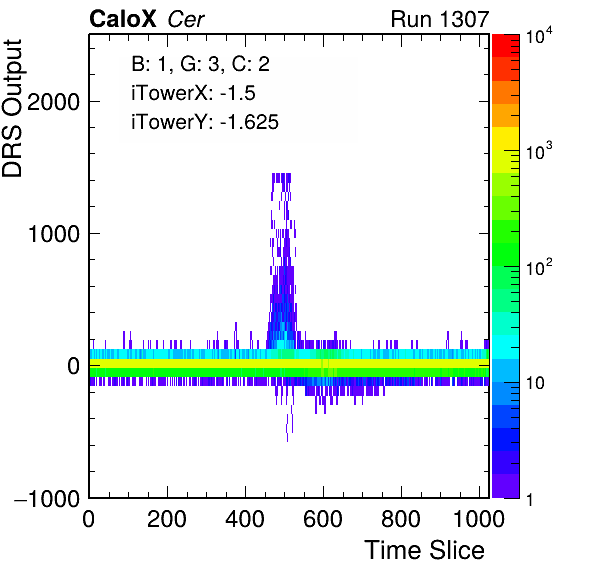 CaloX Cer Run 1307
B: 1, G: 3, C: 2
iTowerX: -1.5
iTowerY: -1.625
DRS Output
2000
1000
0
−1000
0 200 400 600 800 1000
Time Slice
10^4
10^3
10^2
10
1